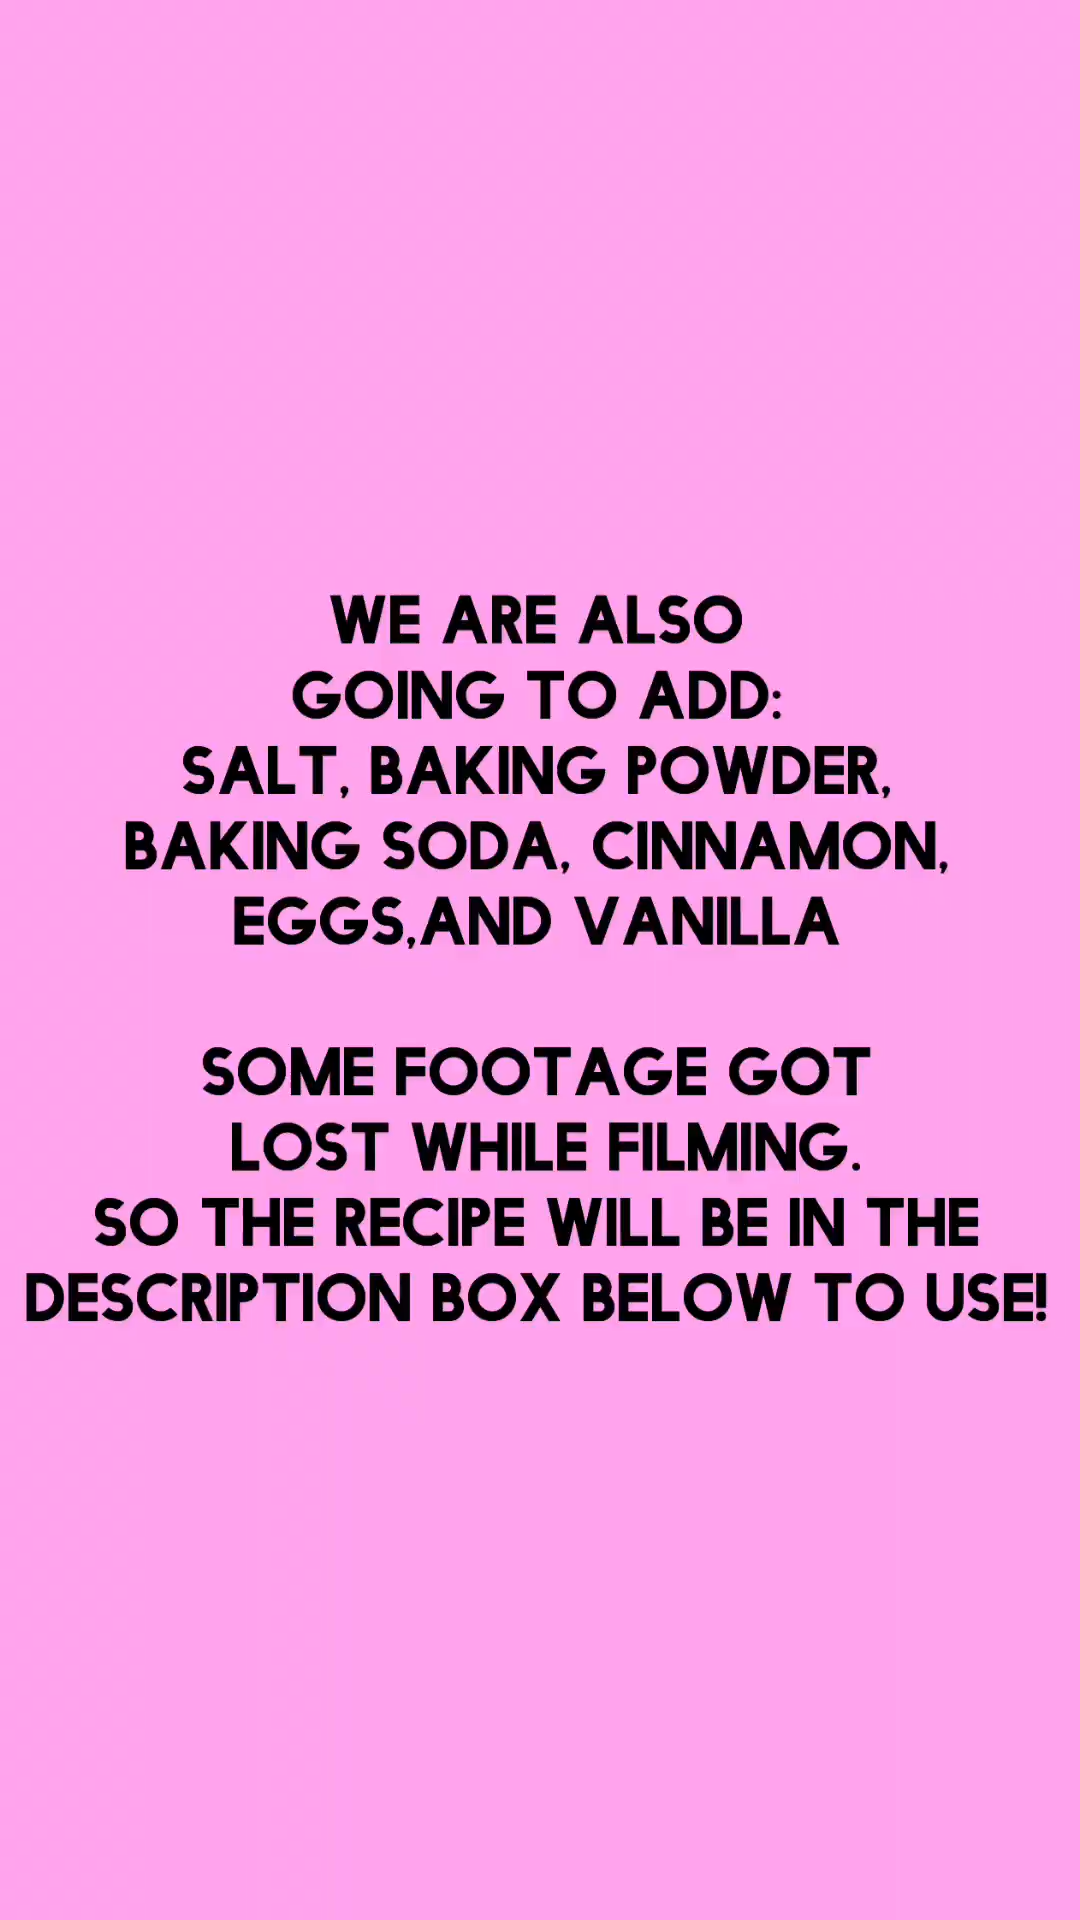 WE ARE ALSO
GOING TO ADD:
SALT, BAKING POWDER,
BAKING SODA, CINNAMON,
EGGS,AND VANILLA
SOME FOOTAGE GOT
LOST WHILE FILMING.
SO THE RECIPE WILL BE IN THE
DESCRIPTION BOX BELOW TO USE!